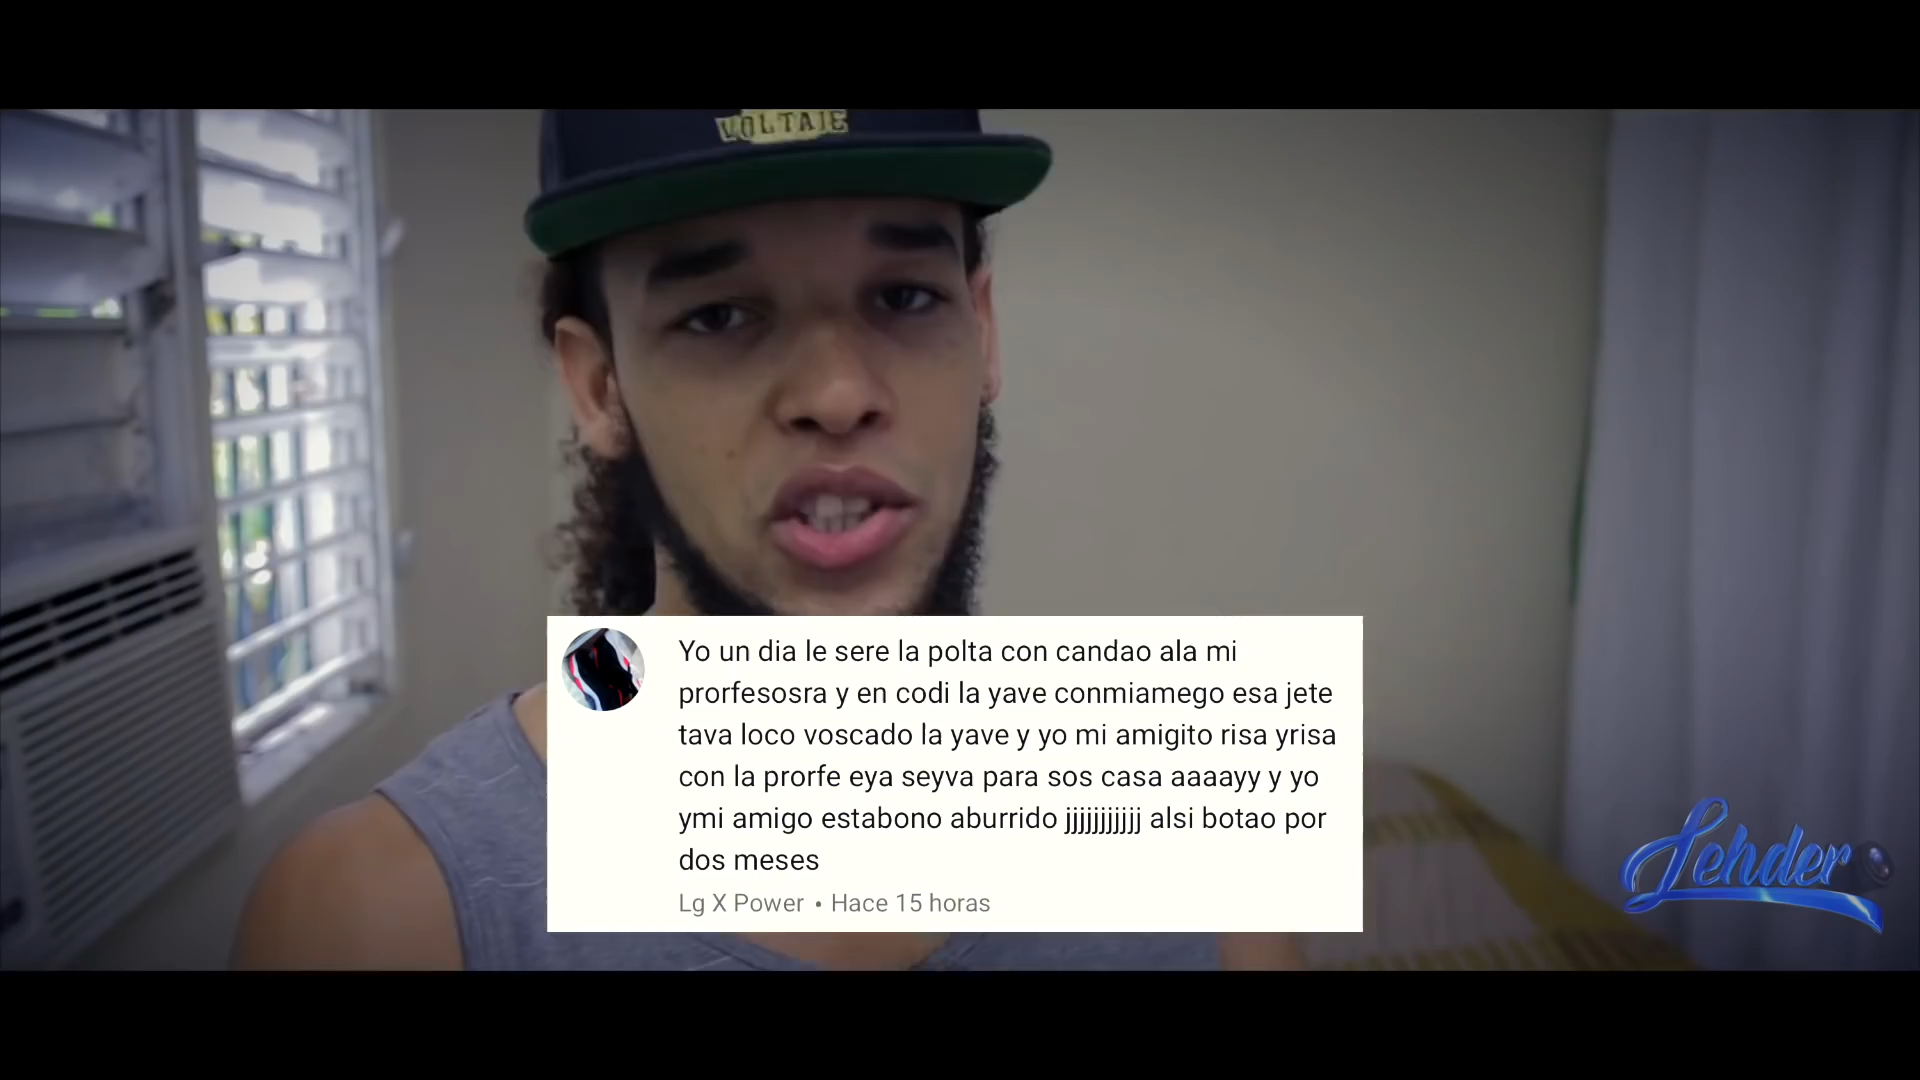 VOLTAJE
Yo un dia le sere la polta con candao ala mi
prorfesosra y en codi la yave conmiamego esa jete
tava loco voscado la yave y yo mi amigito risa yrisa
con la prorfe eya seyva para sos casa aaaayy y yo
ymi amigo estabono aburrido jjjjjjjjjjj alsi botao por
dos meses
Lg X Power • Hace 15 horas
Lehder